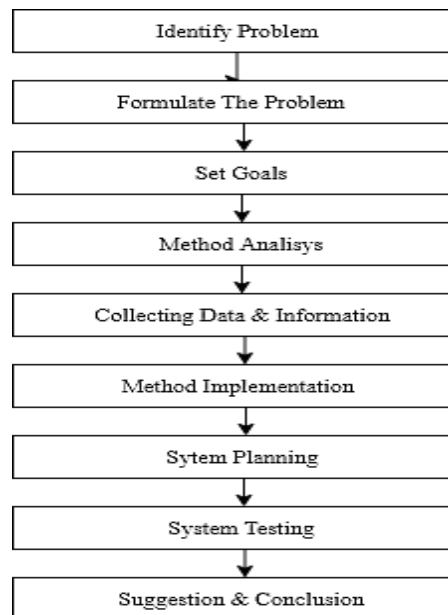 Identify Problem
Formulate The Problem
Set Goals
Method Analisys
Collecting Data & Information
Method Implementation
Sytem Planning
System Testing
Suggestion & Conclusion